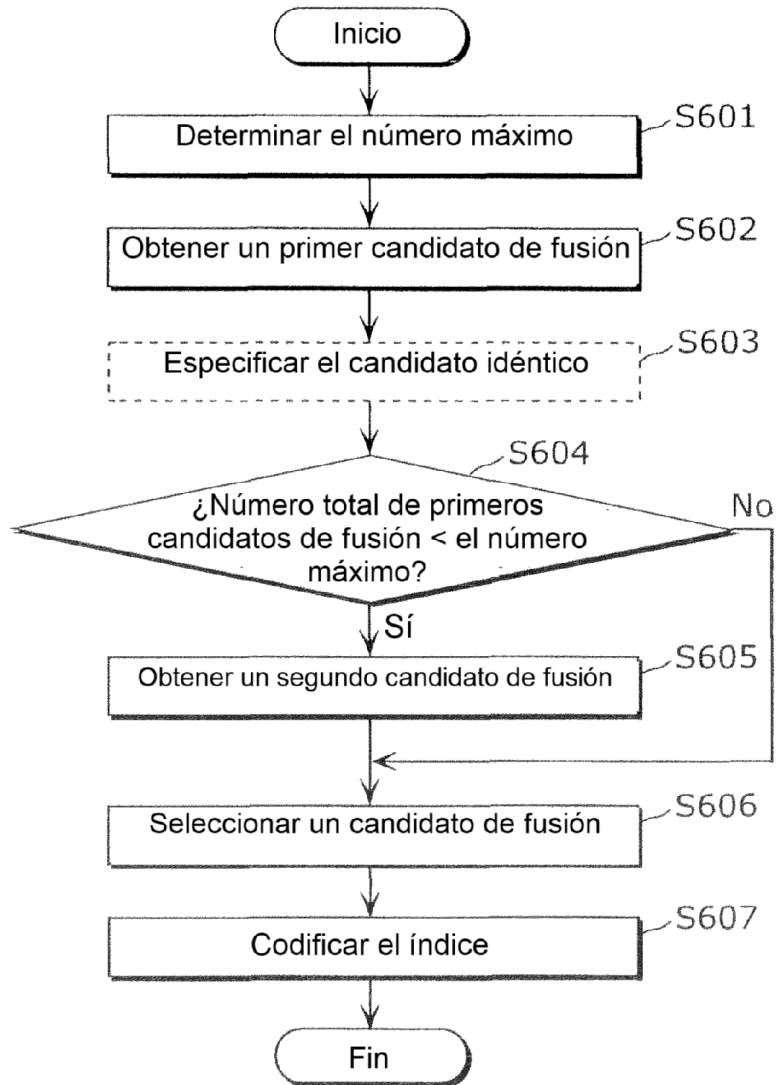 Inicio
Determinar el número máximo
S601
Obtener un primer candidato de fusión
S602
Especificar el candidato idéntico
S603
S604
¿Número total de primeros
candidatos de fusión < el número
máximo?
No
Sí
Obtener un segundo candidato de fusión
S605
Seleccionar un candidato de fusión
S606
Codificar el índice
S607
Fin